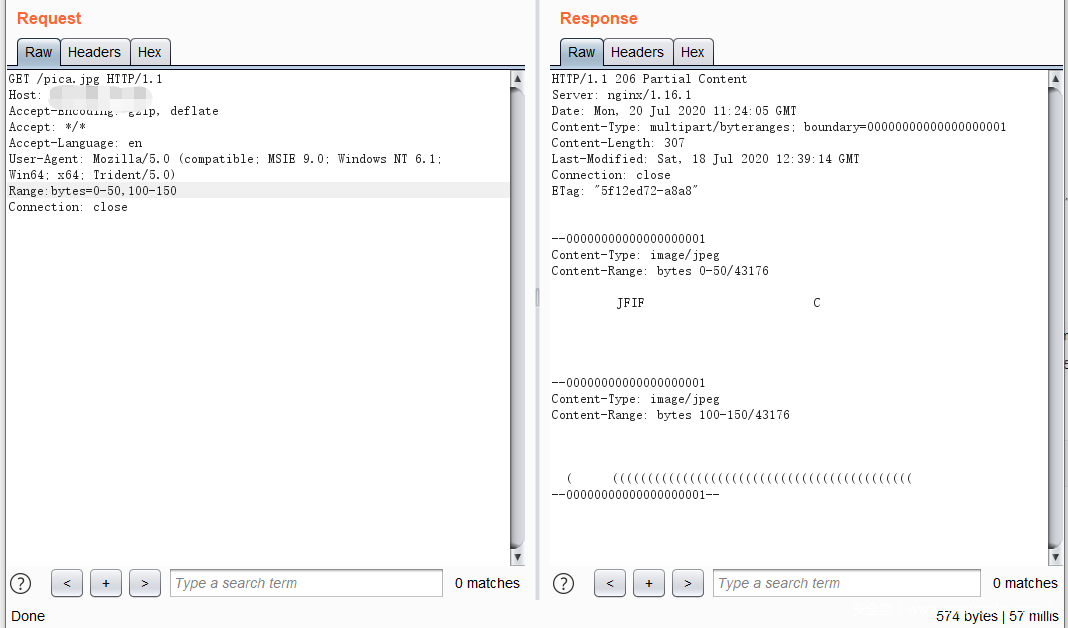 Request
Raw Headers Hex
GET /pica.jpg HTTP/1.1
Host:
Accept-Encoding: gzip, deflate
Accept: */*
Accept-Language: en
User-Agent: Mozilla/5.0 (compatible; MSIE 9.0; Windows NT 6.1;
Win64; x64; Trident/5.0)
Range:bytes=0-50,100-150
Connection: close
? < + > Type a search term 0 matches
Done
Response
Raw Headers Hex
HTTP/1.1 206 Partial Content
Server: nginx/1.16.1
Date: Mon, 20 Jul 2020 11:24:05 GMT
Content-Type: multipart/byteranges; boundary=00000000000000000001
Content-Length: 307
Last-Modified: Sat, 18 Jul 2020 12:39:14 GMT
Connection: close
ETag: "5f12ed72-a8a8"
--00000000000000000001
Content-Type: image/jpeg
Content-Range: bytes 0-50/43176
JFIF C
--00000000000000000001
Content-Type: image/jpeg
Content-Range: bytes 100-150/43176
( (((((((((((((((((((((((((((((((((((((((((((
--00000000000000000001--
? < + > Type a search term 0 matches
574 bytes | 57 millis